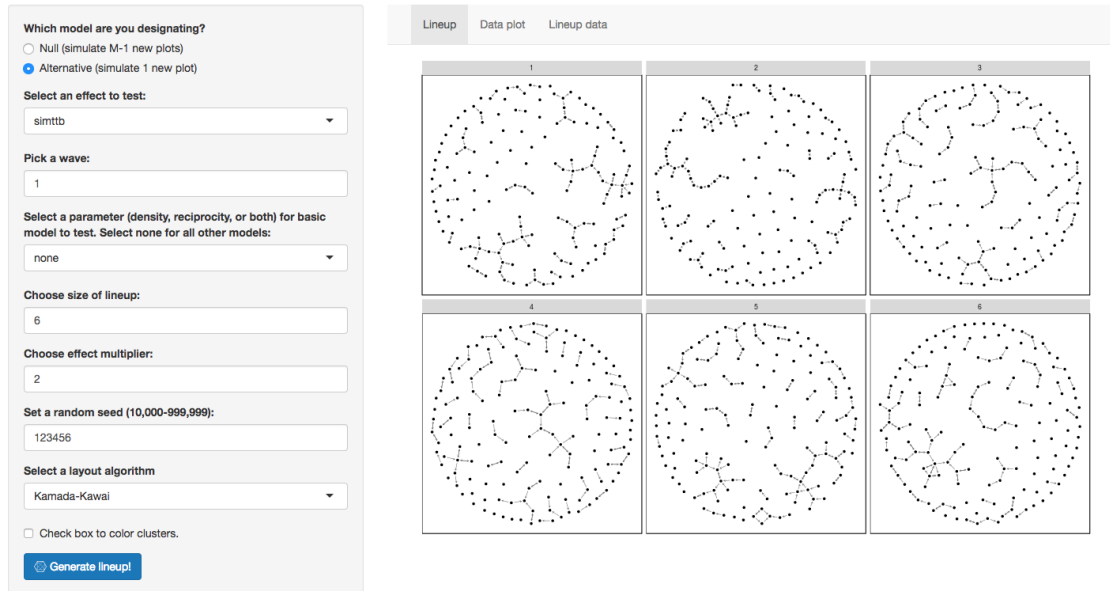 Which model are you designating?
Null (simulate M-1 new plots)
Alternative (simulate 1 new plot)
Select an effect to test:
simttb
Pick a wave:
1
Select a parameter (density, reciprocity, or both) for basic
model to test. Select none for all other models:
none
Choose size of lineup:
6
Choose effect multiplier:
2
Set a random seed (10,000-999,999):
123456
Select a layout algorithm
Kamada-Kawai
Check box to color clusters.
Generate lineup!
Lineup Data plot Lineup data
1 2 3
4 5 6